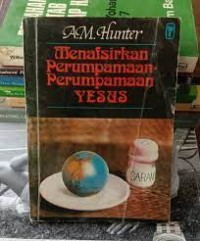 A.M. Hunter
Menafsirkan
Perumpamaan
Perumpamaan
YESUS
GARAM